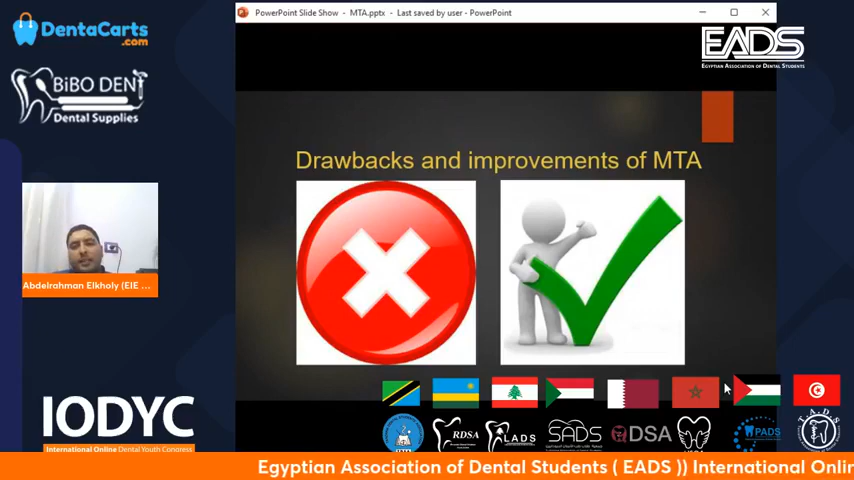 DentaCarts
.com
BiBO DENT
Dental Supplies
PowerPoint Slide Show - MTA.pptx - Last saved by user - PowerPoint
EADS
EGYPTIAN ASSOCIATION OF DENTAL STUDENTS
Drawbacks and improvements of MTA
Abdelrahman Elkholy (EIE ...
IODYC
International Online Dental Youth Congress
RDSA
LADS
SADS
QDSA
PADS
Egyptian Association of Dental Students ( EADS )) International Onlin